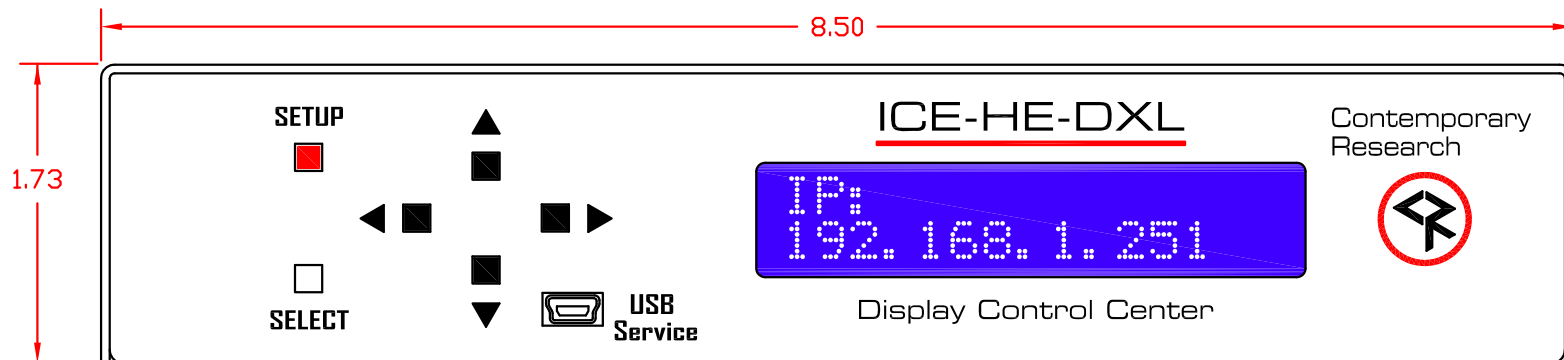 8.50
1.73
SETUP
SELECT
USB
Service
ICE-HE-DXL
IP:
192.168.1.251
Display Control Center
Contemporary
Research